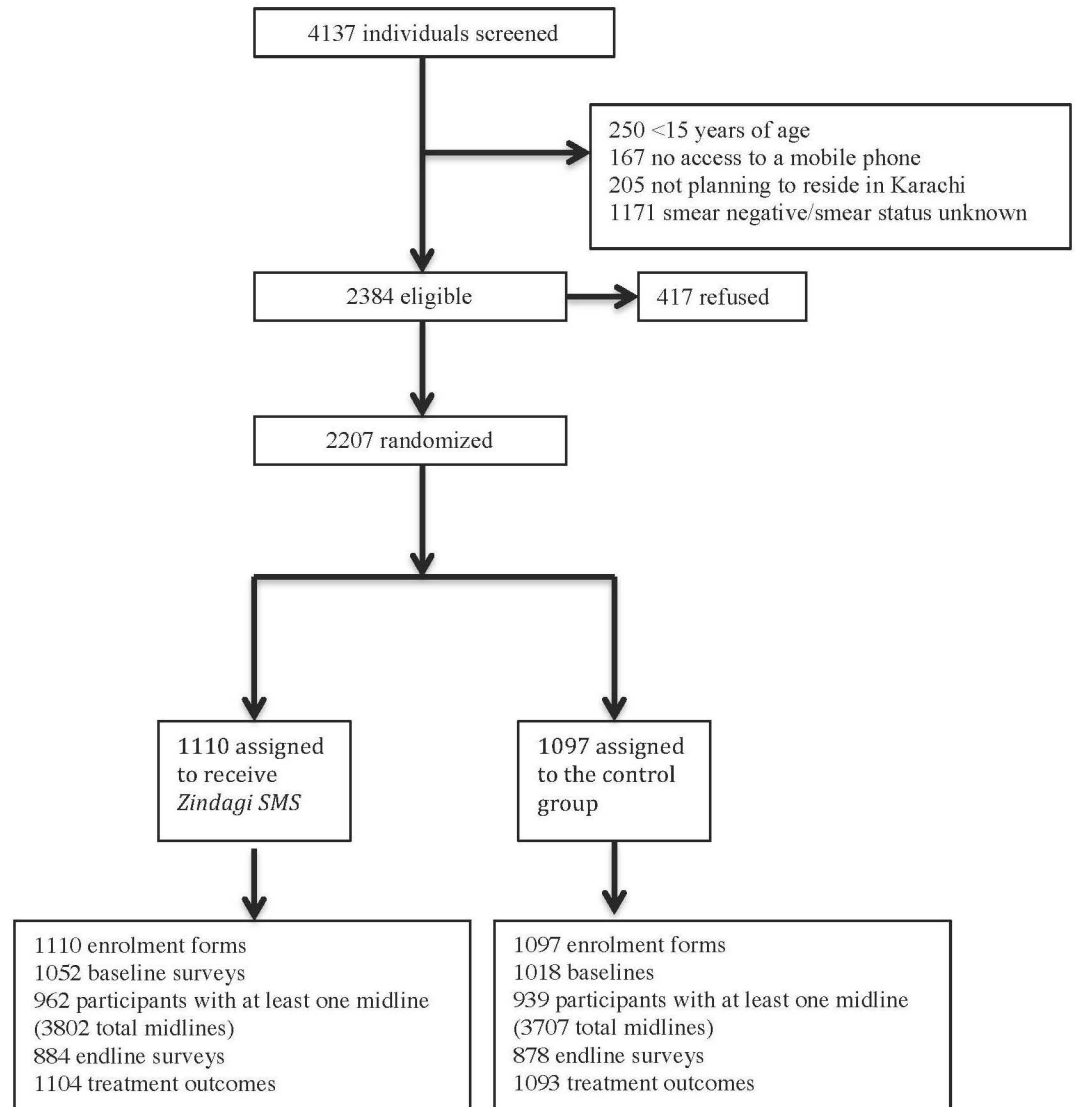 4137 individuals screened
250 <15 years of age
167 no access to a mobile phone
205 not planning to reside in Karachi
1171 smear negative/smear status unknown
2384 eligible
417 refused
2207 randomized
1110 assigned
to receive
Zindagi SMS
1097 assigned
to the control
group
1110 enrolment forms
1052 baseline surveys
962 participants with at least one midline
(3802 total midlines)
884 endline surveys
1104 treatment outcomes
1097 enrolment forms
1018 baselines
939 participants with at least one midline
(3707 total midlines)
878 endline surveys
1093 treatment outcomes